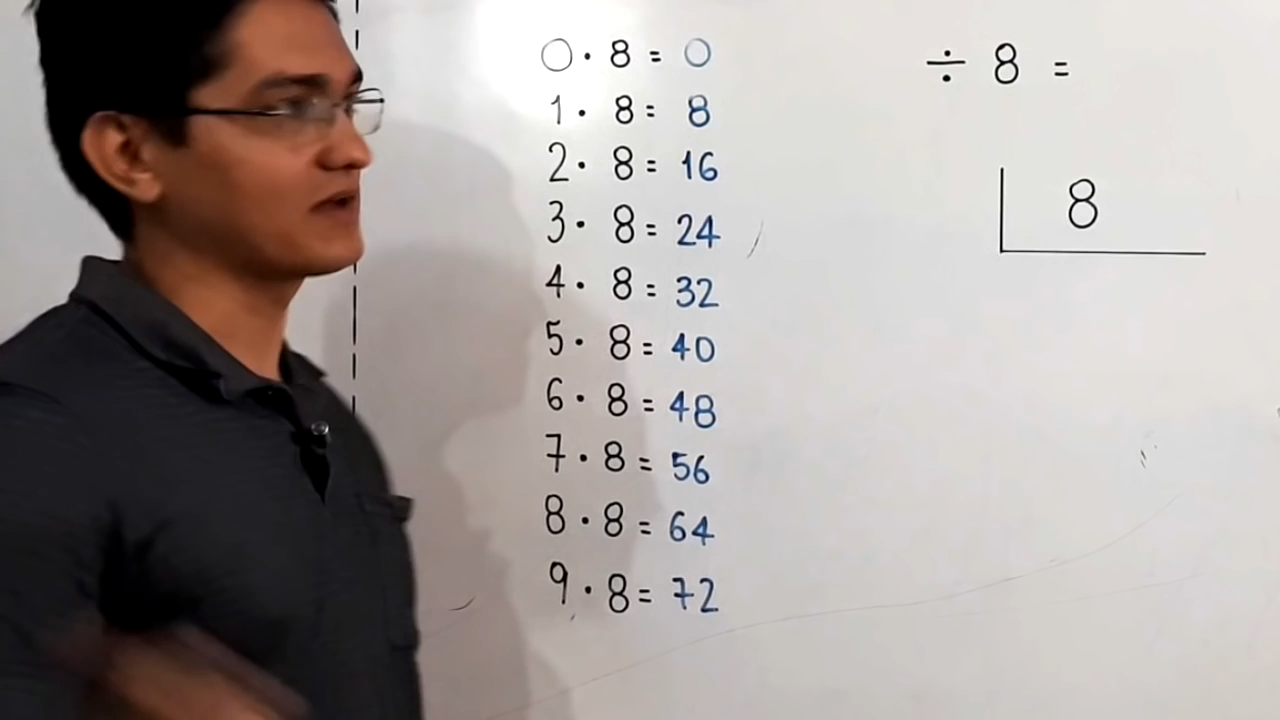 0 · 8 = 0
1 · 8 = 8
2 · 8 = 16
3 · 8 = 24
4 · 8 = 32
5 · 8 = 40
6 · 8 = 48
7 · 8 = 56
8 · 8 = 64
9 · 8 = 72
÷ 8 =
8